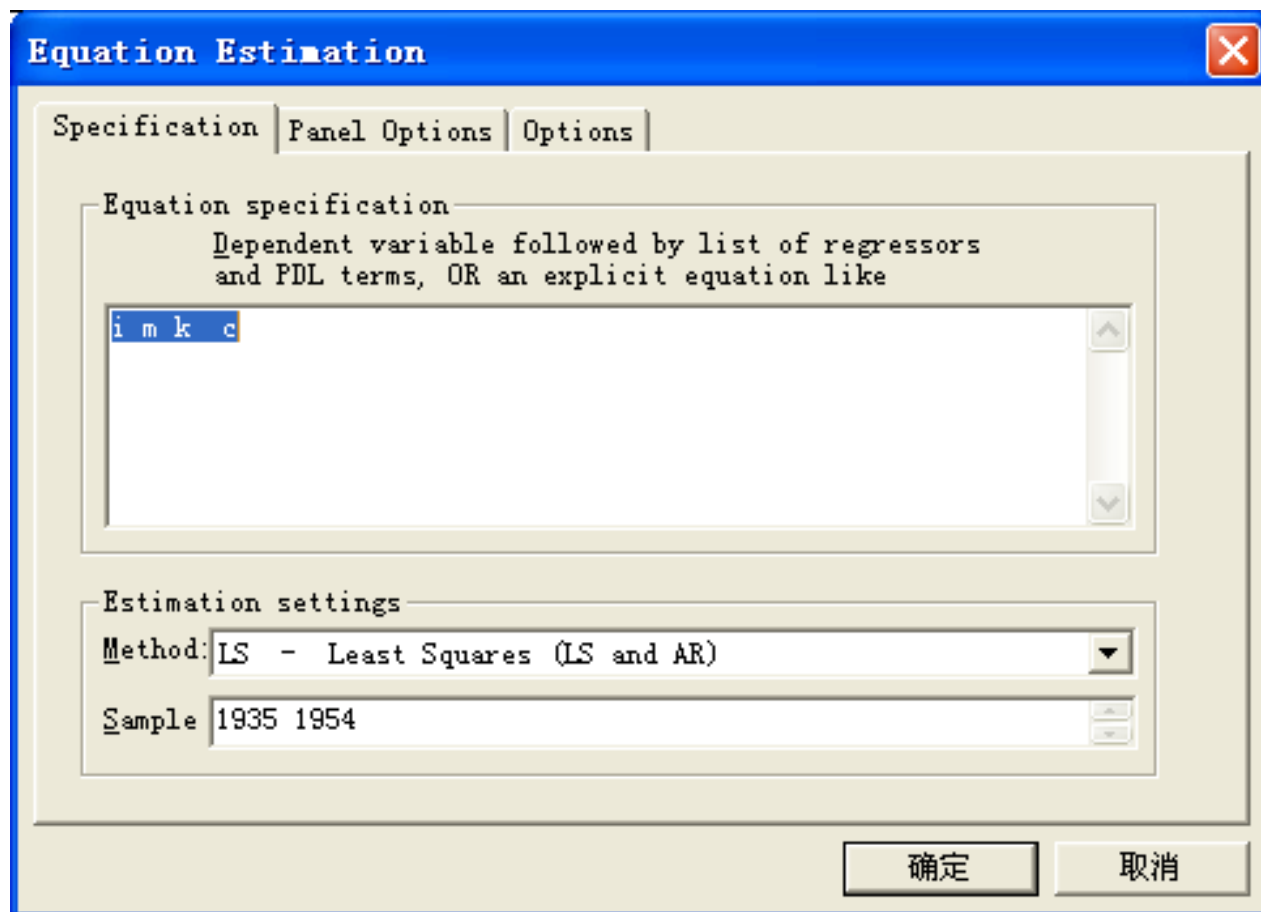 Equation Estimation
Specification
Panel Options
Options
Equation specification
Dependent variable followed by list of regressors
and PDL terms, OR an explicit equation like
i m k  c
Estimation settings
Method:
LS  -  Least Squares (LS and AR)
Sample
1935 1954
确定
取消